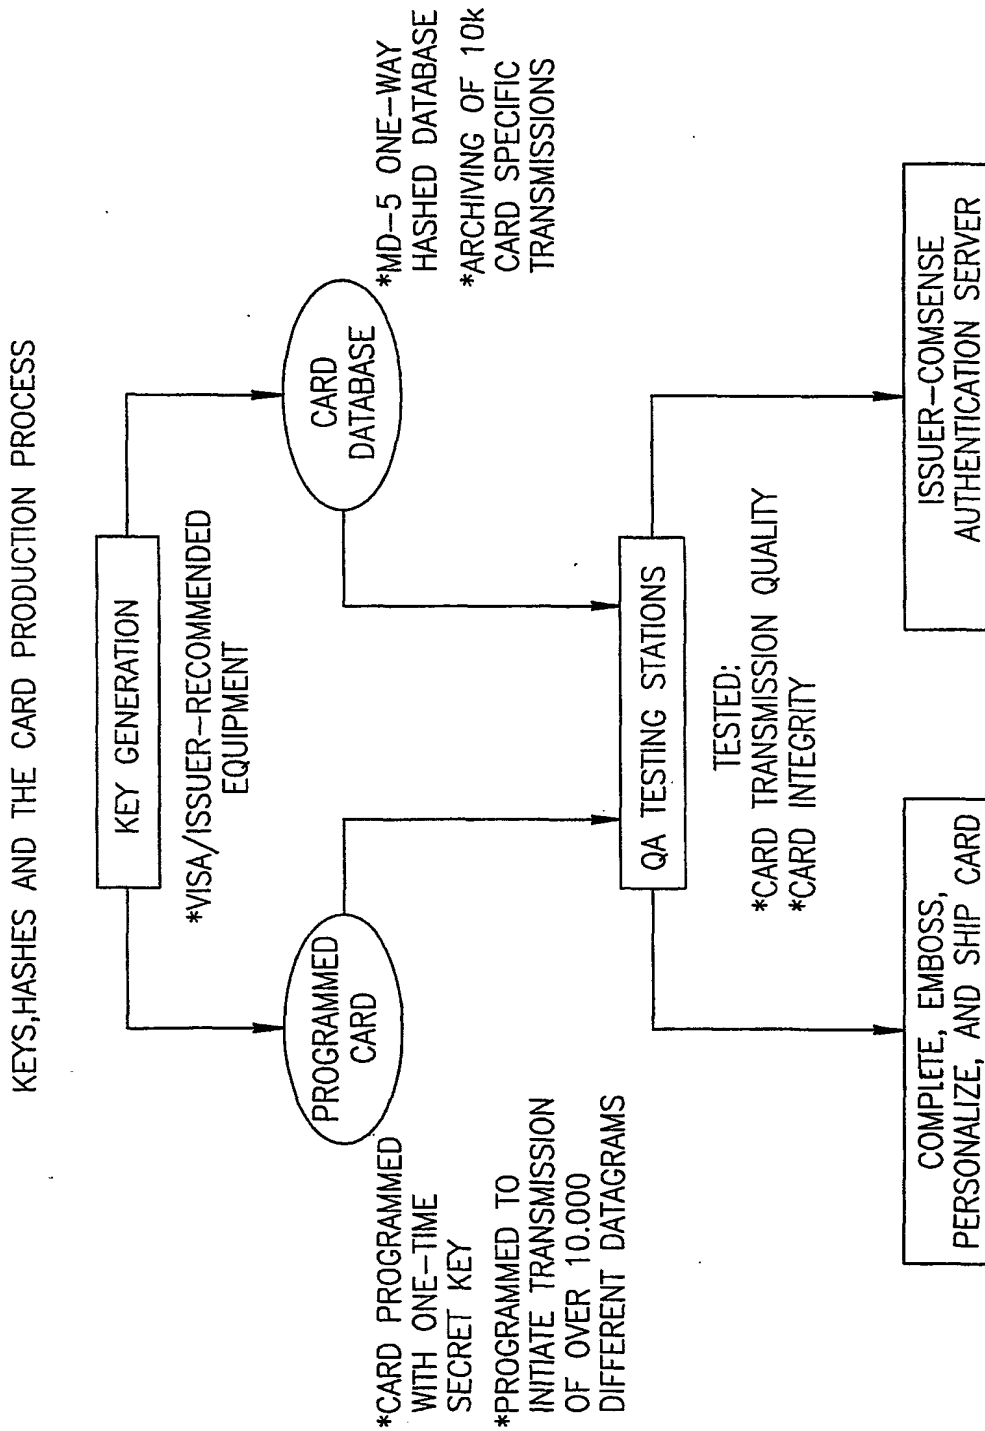 KEYS,HASHES AND THE CARD PRODUCTION PROCESS
KEY GENERATION
*VISA/ISSUER-RECOMMENDED
EQUIPMENT
PROGRAMMED
CARD
*CARD PROGRAMMED
WITH ONE-TIME
SECRET KEY
*PROGRAMMED TO
INITIATE TRANSMISSION
OF OVER 10.000
DIFFERENT DATAGRAMS
CARD
DATABASE
*MD-5 ONE-WAY
HASHED DATABASE
*ARCHIVING OF 10k
CARD SPECIFIC
TRANSMISSIONS
QA TESTING STATIONS
TESTED:
*CARD TRANSMISSION QUALITY
*CARD INTEGRITY
COMPLETE, EMBOSS,
PERSONALIZE, AND SHIP CARD
ISSUER-COMSENSE
AUTHENTICATION SERVER